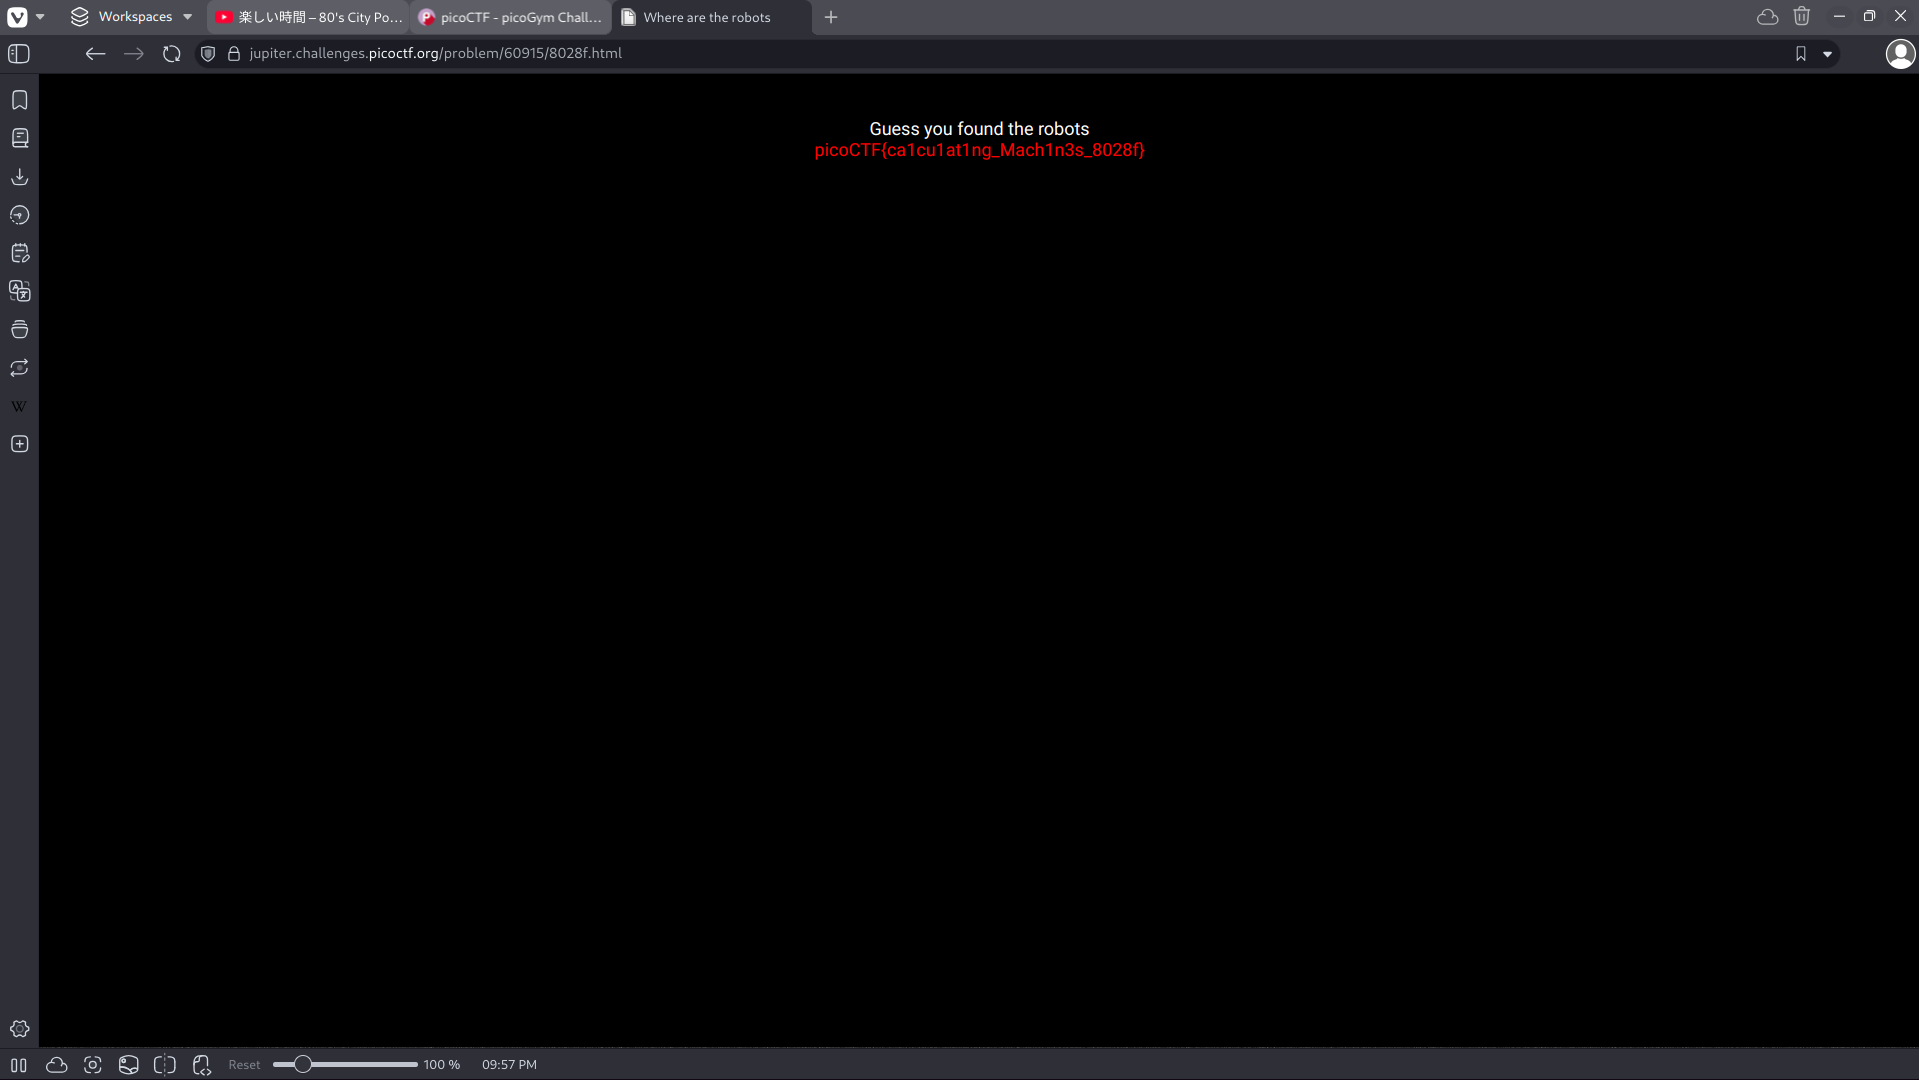 Workspaces
楽しい時間 – 80's City Po...
picoCTF - picoGym Chall...
Where are the robots
jupiter.challenges.picoctf.org/problem/60915/8028f.html
W
Guess you found the robots
picoCTF{ca1cu1at1ng_Mach1n3s_8028f}
Reset
100 %
09:57 PM